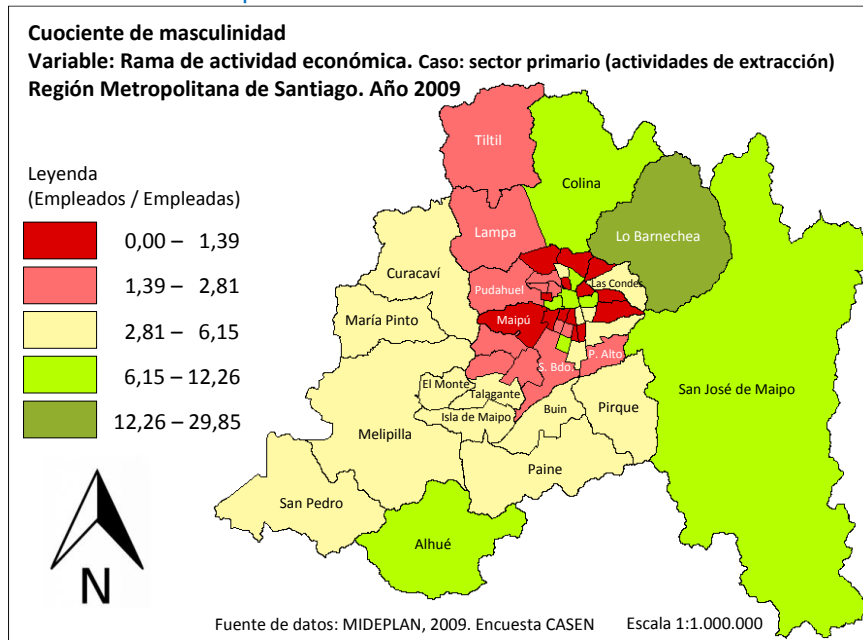 Cuociente de masculinidad
Variable: Rama de actividad económica. Caso: sector primario (actividades de extracción)
Región Metropolitana de Santiago. Año 2009
Leyenda
(Empleados / Empleadas)
0,00 – 1,39
1,39 – 2,81
2,81 – 6,15
6,15 – 12,26
12,26 – 29,85
Tiltil
Colina
Lampa
Lo Barnechea
Curacaví
Las Condes
Pudahuel
María Pinto
Maipú
P. Alto
S. Bdo.
El Monte
San José de Maipo
Talagante
Isla de Maipo
Buin
Pirque
Melipilla
Paine
San Pedro
Alhué
N
Fuente de datos: MIDEPLAN, 2009. Encuesta CASEN
Escala 1:1.000.000